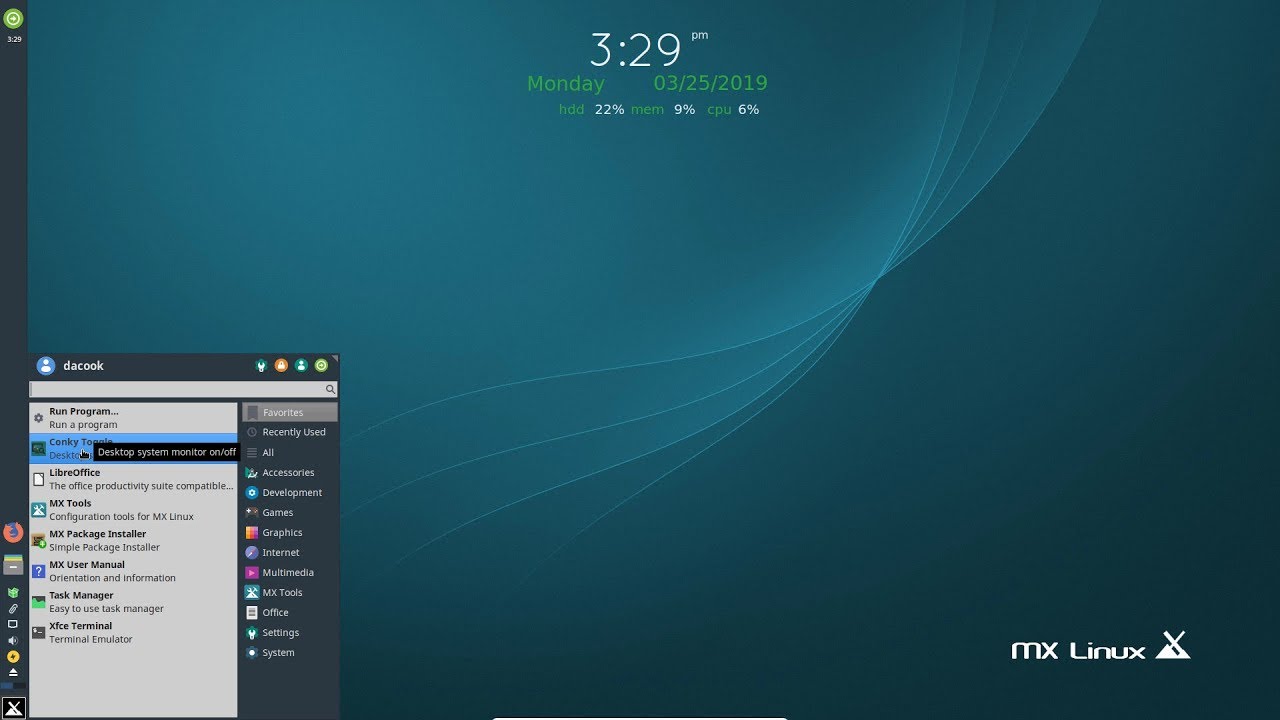 3:29
3:29 pm
Monday 03/25/2019
hdd 22% mem 9% cpu 6%
dacook
Run Program...
Run a program
Conky Toggle
Deskto
Desktop system monitor on/off
LibreOffice
The office productivity suite compatible...
MX Tools
Configuration tools for MX Linux
MX Package Installer
Simple Package Installer
MX User Manual
Orientation and information
Task Manager
Easy to use task manager
Xfce Terminal
Terminal Emulator
Favorites
Recently Used
All
Accessories
Development
Games
Graphics
Internet
Multimedia
MX Tools
Office
Settings
System
MX Linux